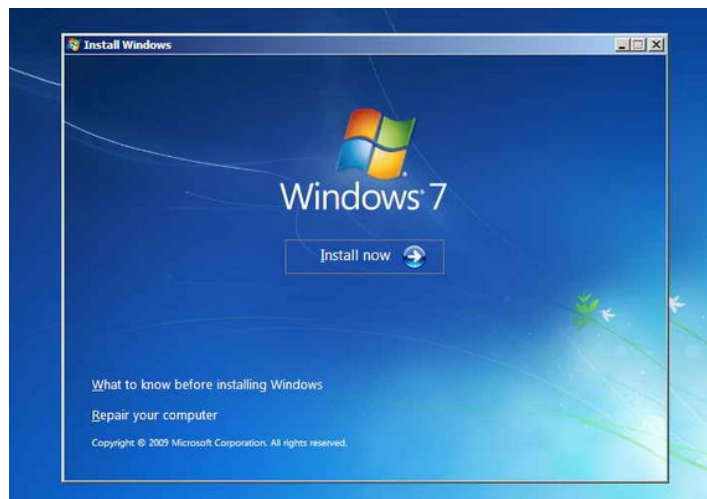 Install Windows
Windows 7
Install now
What to know before installing Windows
Repair your computer
Copyright © 2009 Microsoft Corporation. All rights reserved.